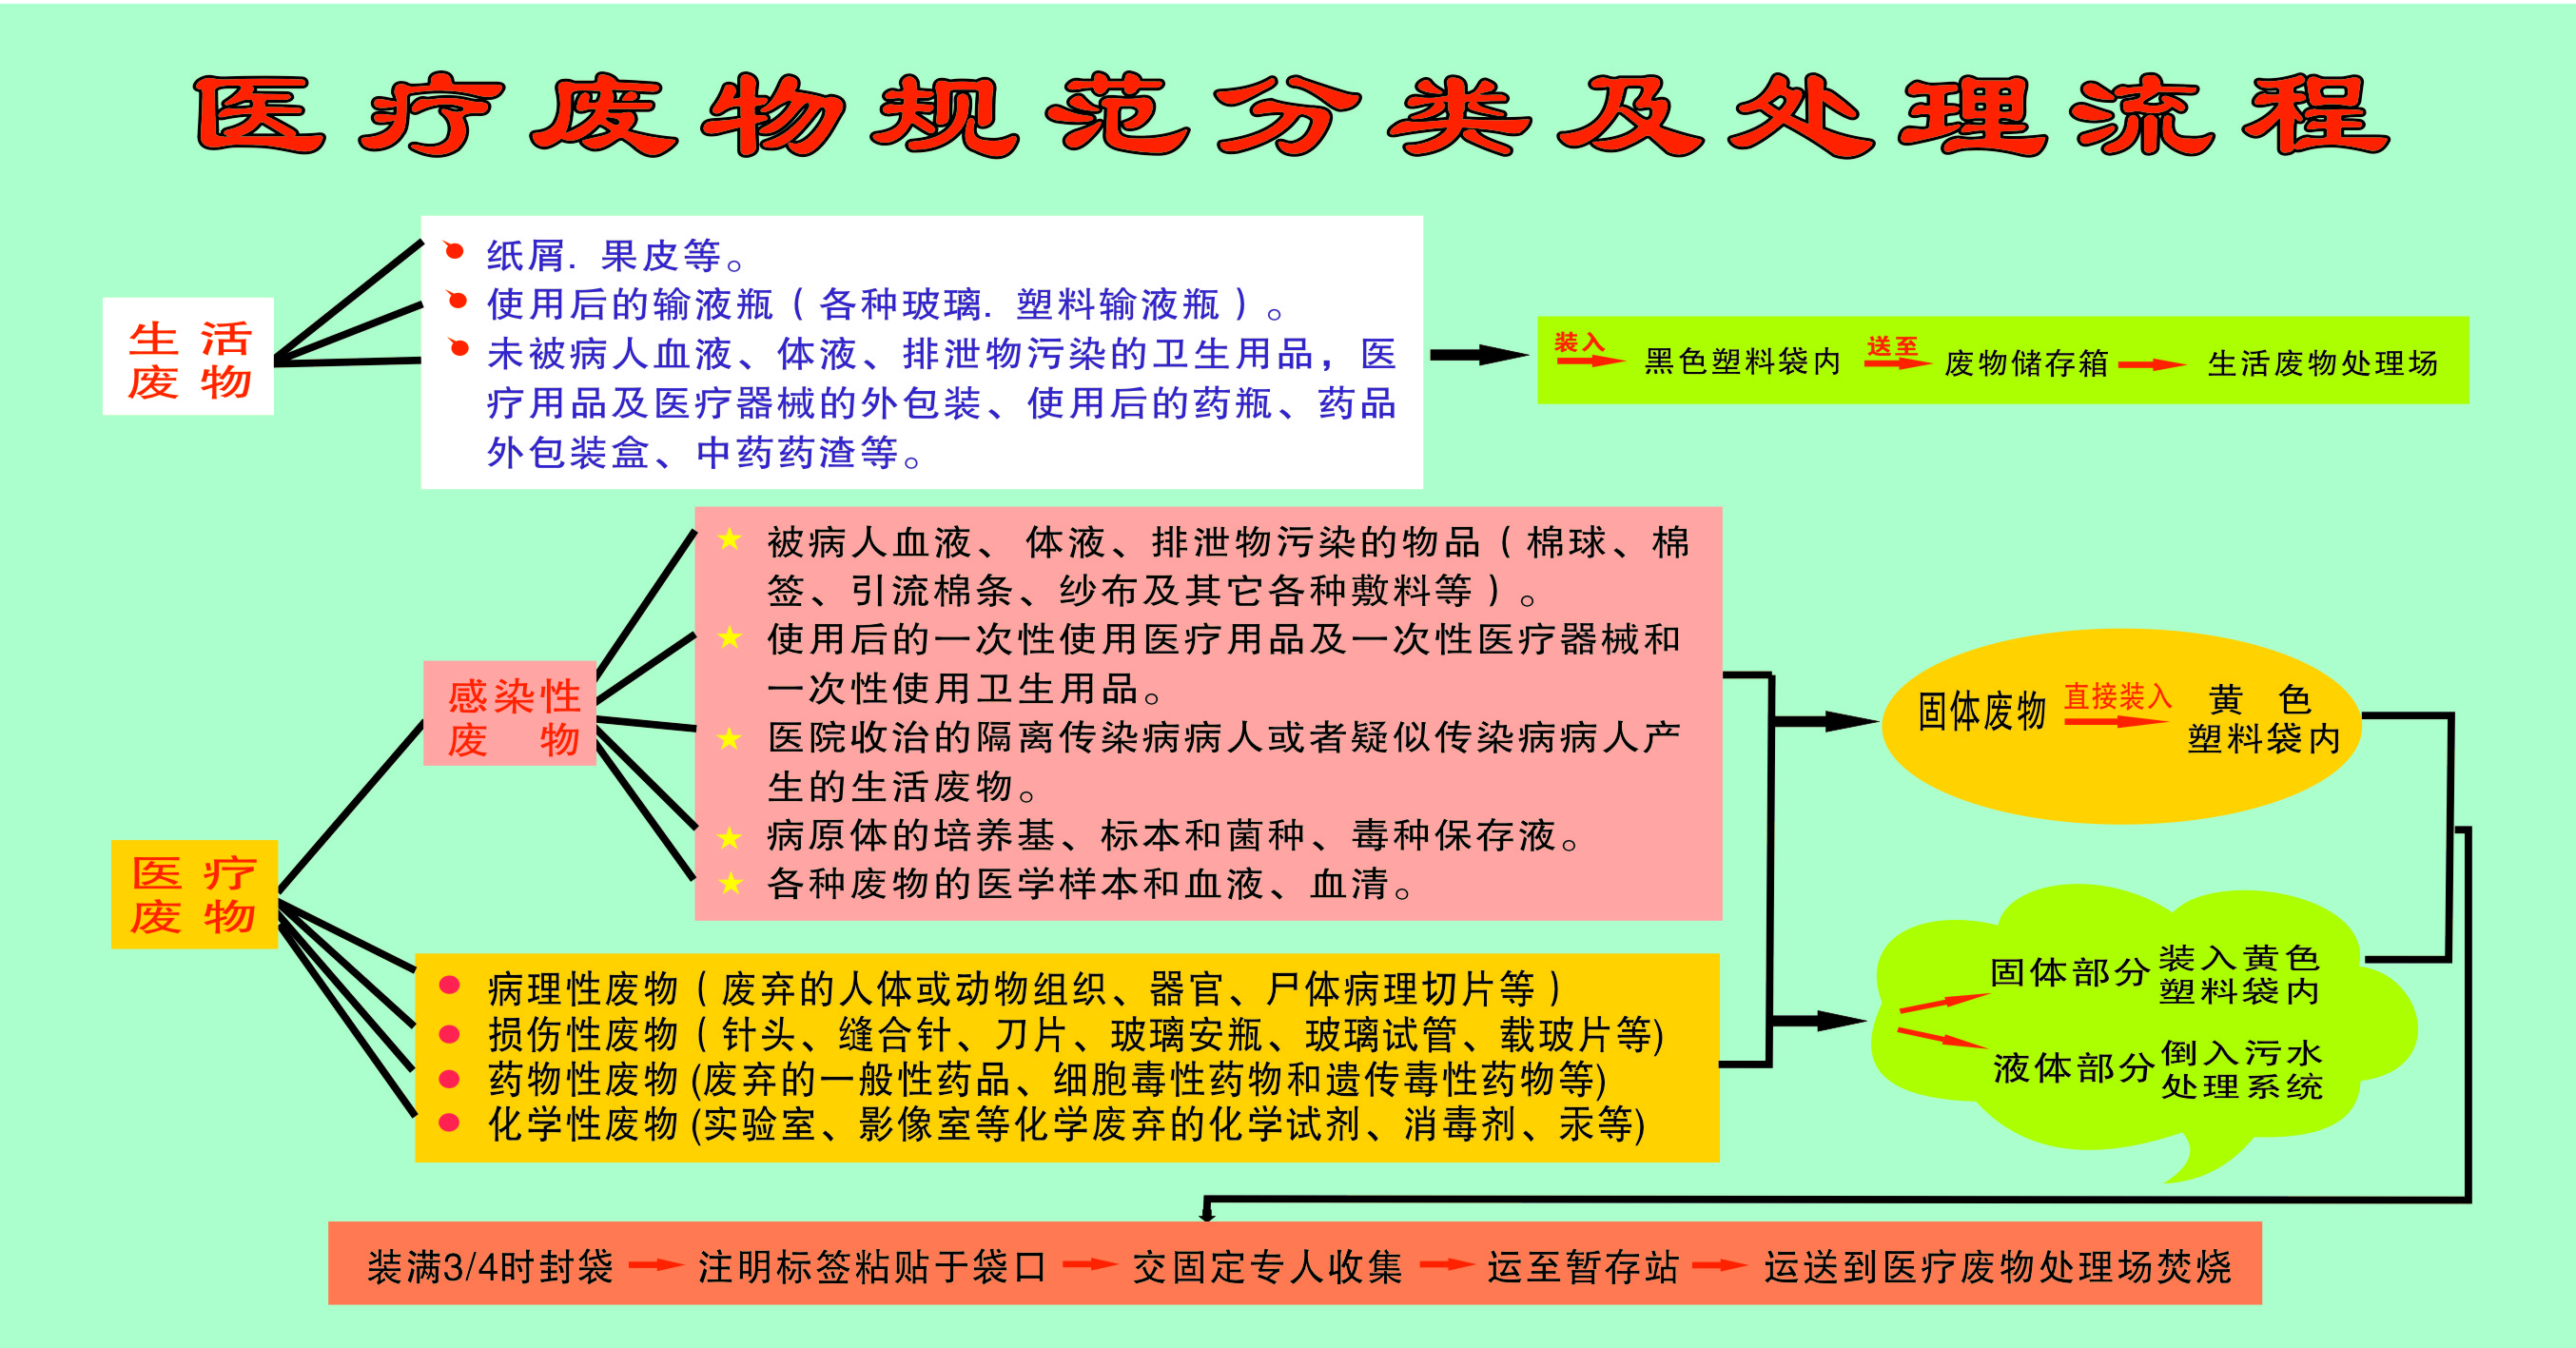 医疗废物规范分类及处理流程
生活
废物
纸屑. 果皮等。
使用后的输液瓶（各种玻璃. 塑料输液瓶）。
未被病人血液、体液、排泄物污染的卫生用品，医
疗用品及医疗器械的外包装、使用后的药瓶、药品
外包装盒、中药药渣等。
装入
黑色塑料袋内
送至
废物储存箱
生活废物处理场
医疗
废物
感染性
废物
被病人血液、 体液、排泄物污染的物品（棉球、棉
签、引流棉条、纱布及其它各种敷料等）。
使用后的一次性使用医疗用品及一次性医疗器械和
一次性使用卫生用品。
医院收治的隔离传染病病人或者疑似传染病病人产
生的生活废物。
病原体的培养基、标本和菌种、毒种保存液。
各种废物的医学样本和血液、血清。
病理性废物（废弃的人体或动物组织、器官、尸体病理切片等）
损伤性废物（针头、缝合针、刀片、玻璃安瓶、玻璃试管、载玻片等)
药物性废物(废弃的一般性药品、细胞毒性药物和遗传毒性药物等)
化学性废物(实验室、影像室等化学废弃的化学试剂、消毒剂、汞等)
固体废物
直接装入
黄 色
塑料袋内
固体部分
装入黄色
塑料袋内
液体部分
倒入污水
处理系统
装满3/4时封袋
注明标签粘贴于袋口
交固定专人收集
运至暂存站
运送到医疗废物处理场焚烧